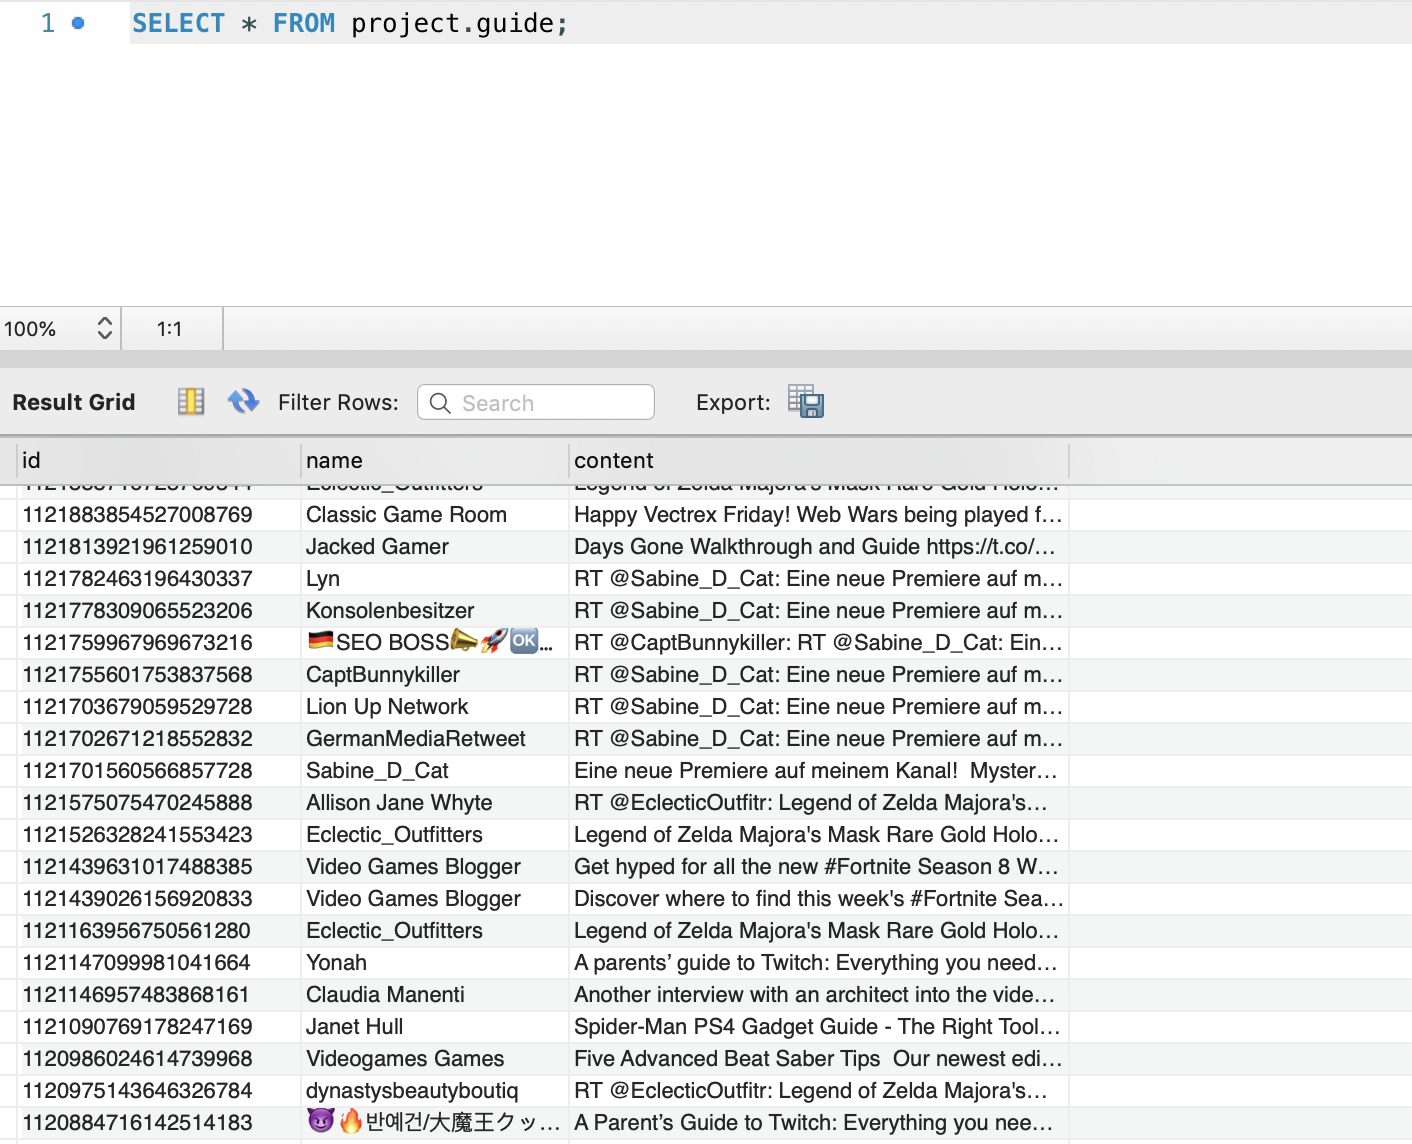 1 SELECT * FROM project.guide;
100% 1:1
Result Grid Filter Rows: Search Export:
id name content
Eclectic_Outfitters Legend of Zelda Majora's Mask Rare Gold Holo…
1121883854527008769 Classic Game Room Happy Vectrex Friday! Web Wars being played f…
1121813921961259010 Jacked Gamer Days Gone Walkthrough and Guide https://t.co/…
1121782463196430337 Lyn RT @Sabine_D_Cat: Eine neue Premiere auf m…
1121778309065523206 Konsolenbesitzer RT @Sabine_D_Cat: Eine neue Premiere auf m…
1121759967969673216 🇩🇪SEO BOSS📣🚀🆗… RT @CaptBunnykiller: RT @Sabine_D_Cat: Ein…
1121755601753837568 CaptBunnykiller RT @Sabine_D_Cat: Eine neue Premiere auf m…
1121703679059529728 Lion Up Network RT @Sabine_D_Cat: Eine neue Premiere auf m…
1121702671218552832 GermanMediaRetweet RT @Sabine_D_Cat: Eine neue Premiere auf m…
1121701560566857728 Sabine_D_Cat Eine neue Premiere auf meinem Kanal!  Myster…
1121575075470245888 Allison Jane Whyte RT @EclecticOutfitr: Legend of Zelda Majora's…
1121526328241553423 Eclectic_Outfitters Legend of Zelda Majora's Mask Rare Gold Holo…
1121439631017488385 Video Games Blogger Get hyped for all the new #Fortnite Season 8 W…
1121439026156920833 Video Games Blogger Discover where to find this week's #Fortnite Sea…
1121163956750561280 Eclectic_Outfitters Legend of Zelda Majora's Mask Rare Gold Holo…
1121147099981041664 Yonah A parents’ guide to Twitch: Everything you need…
1121146957483868161 Claudia Manenti Another interview with an architect into the vide…
1121090769178247169 Janet Hull Spider-Man PS4 Gadget Guide - The Right Tool…
1120986024614739968 Videogames Games Five Advanced Beat Saber Tips  Our newest edi…
1120975143646326784 dynastysbeautyboutiq RT @EclecticOutfitr: Legend of Zelda Majora's…
1120884716142514183 😈🔥반예건/大魔王クッ… A Parent’s Guide to Twitch: Everything you nee…